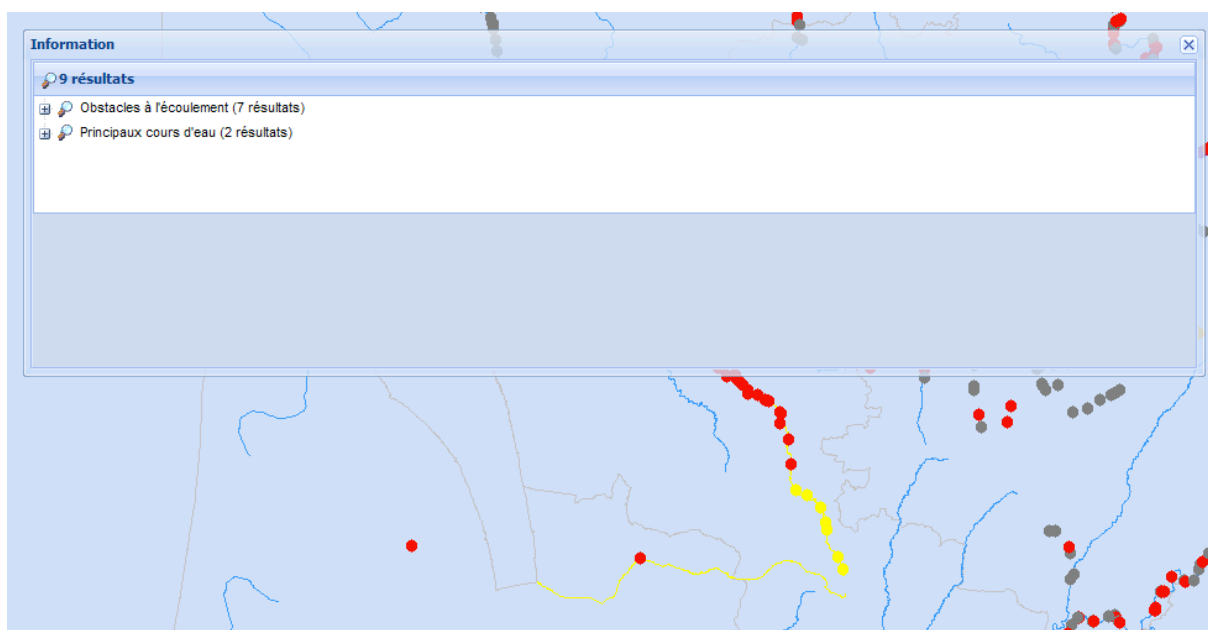 Information
9 résultats
Obstacles à l'écoulement (7 résultats)
Principaux cours d'eau (2 résultats)